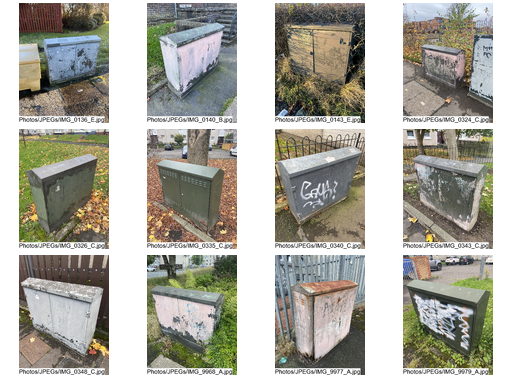 Photos/JPEGs/IMG_0136_E.jpg
Photos/JPEGs/IMG_0140_B.jpg
Photos/JPEGs/IMG_0143_E.jpg
Photos/JPEGs/IMG_0324_C.jpg
Photos/JPEGs/IMG_0326_C.jpg
Photos/JPEGs/IMG_0335_C.jpg
Photos/JPEGs/IMG_0340_C.jpg
Photos/JPEGs/IMG_0343_C.jpg
Photos/JPEGs/IMG_0348_C.jpg
Photos/JPEGs/IMG_9968_A.jpg
Photos/JPEGs/IMG_9977_A.jpg
Photos/JPEGs/IMG_9979_A.jpg